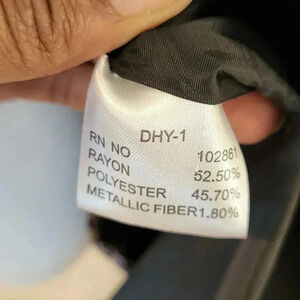 DHY-1
RN NO 102861
RAYON 52.50%
POLYESTER 45.70%
METALLIC FIBER1.80%